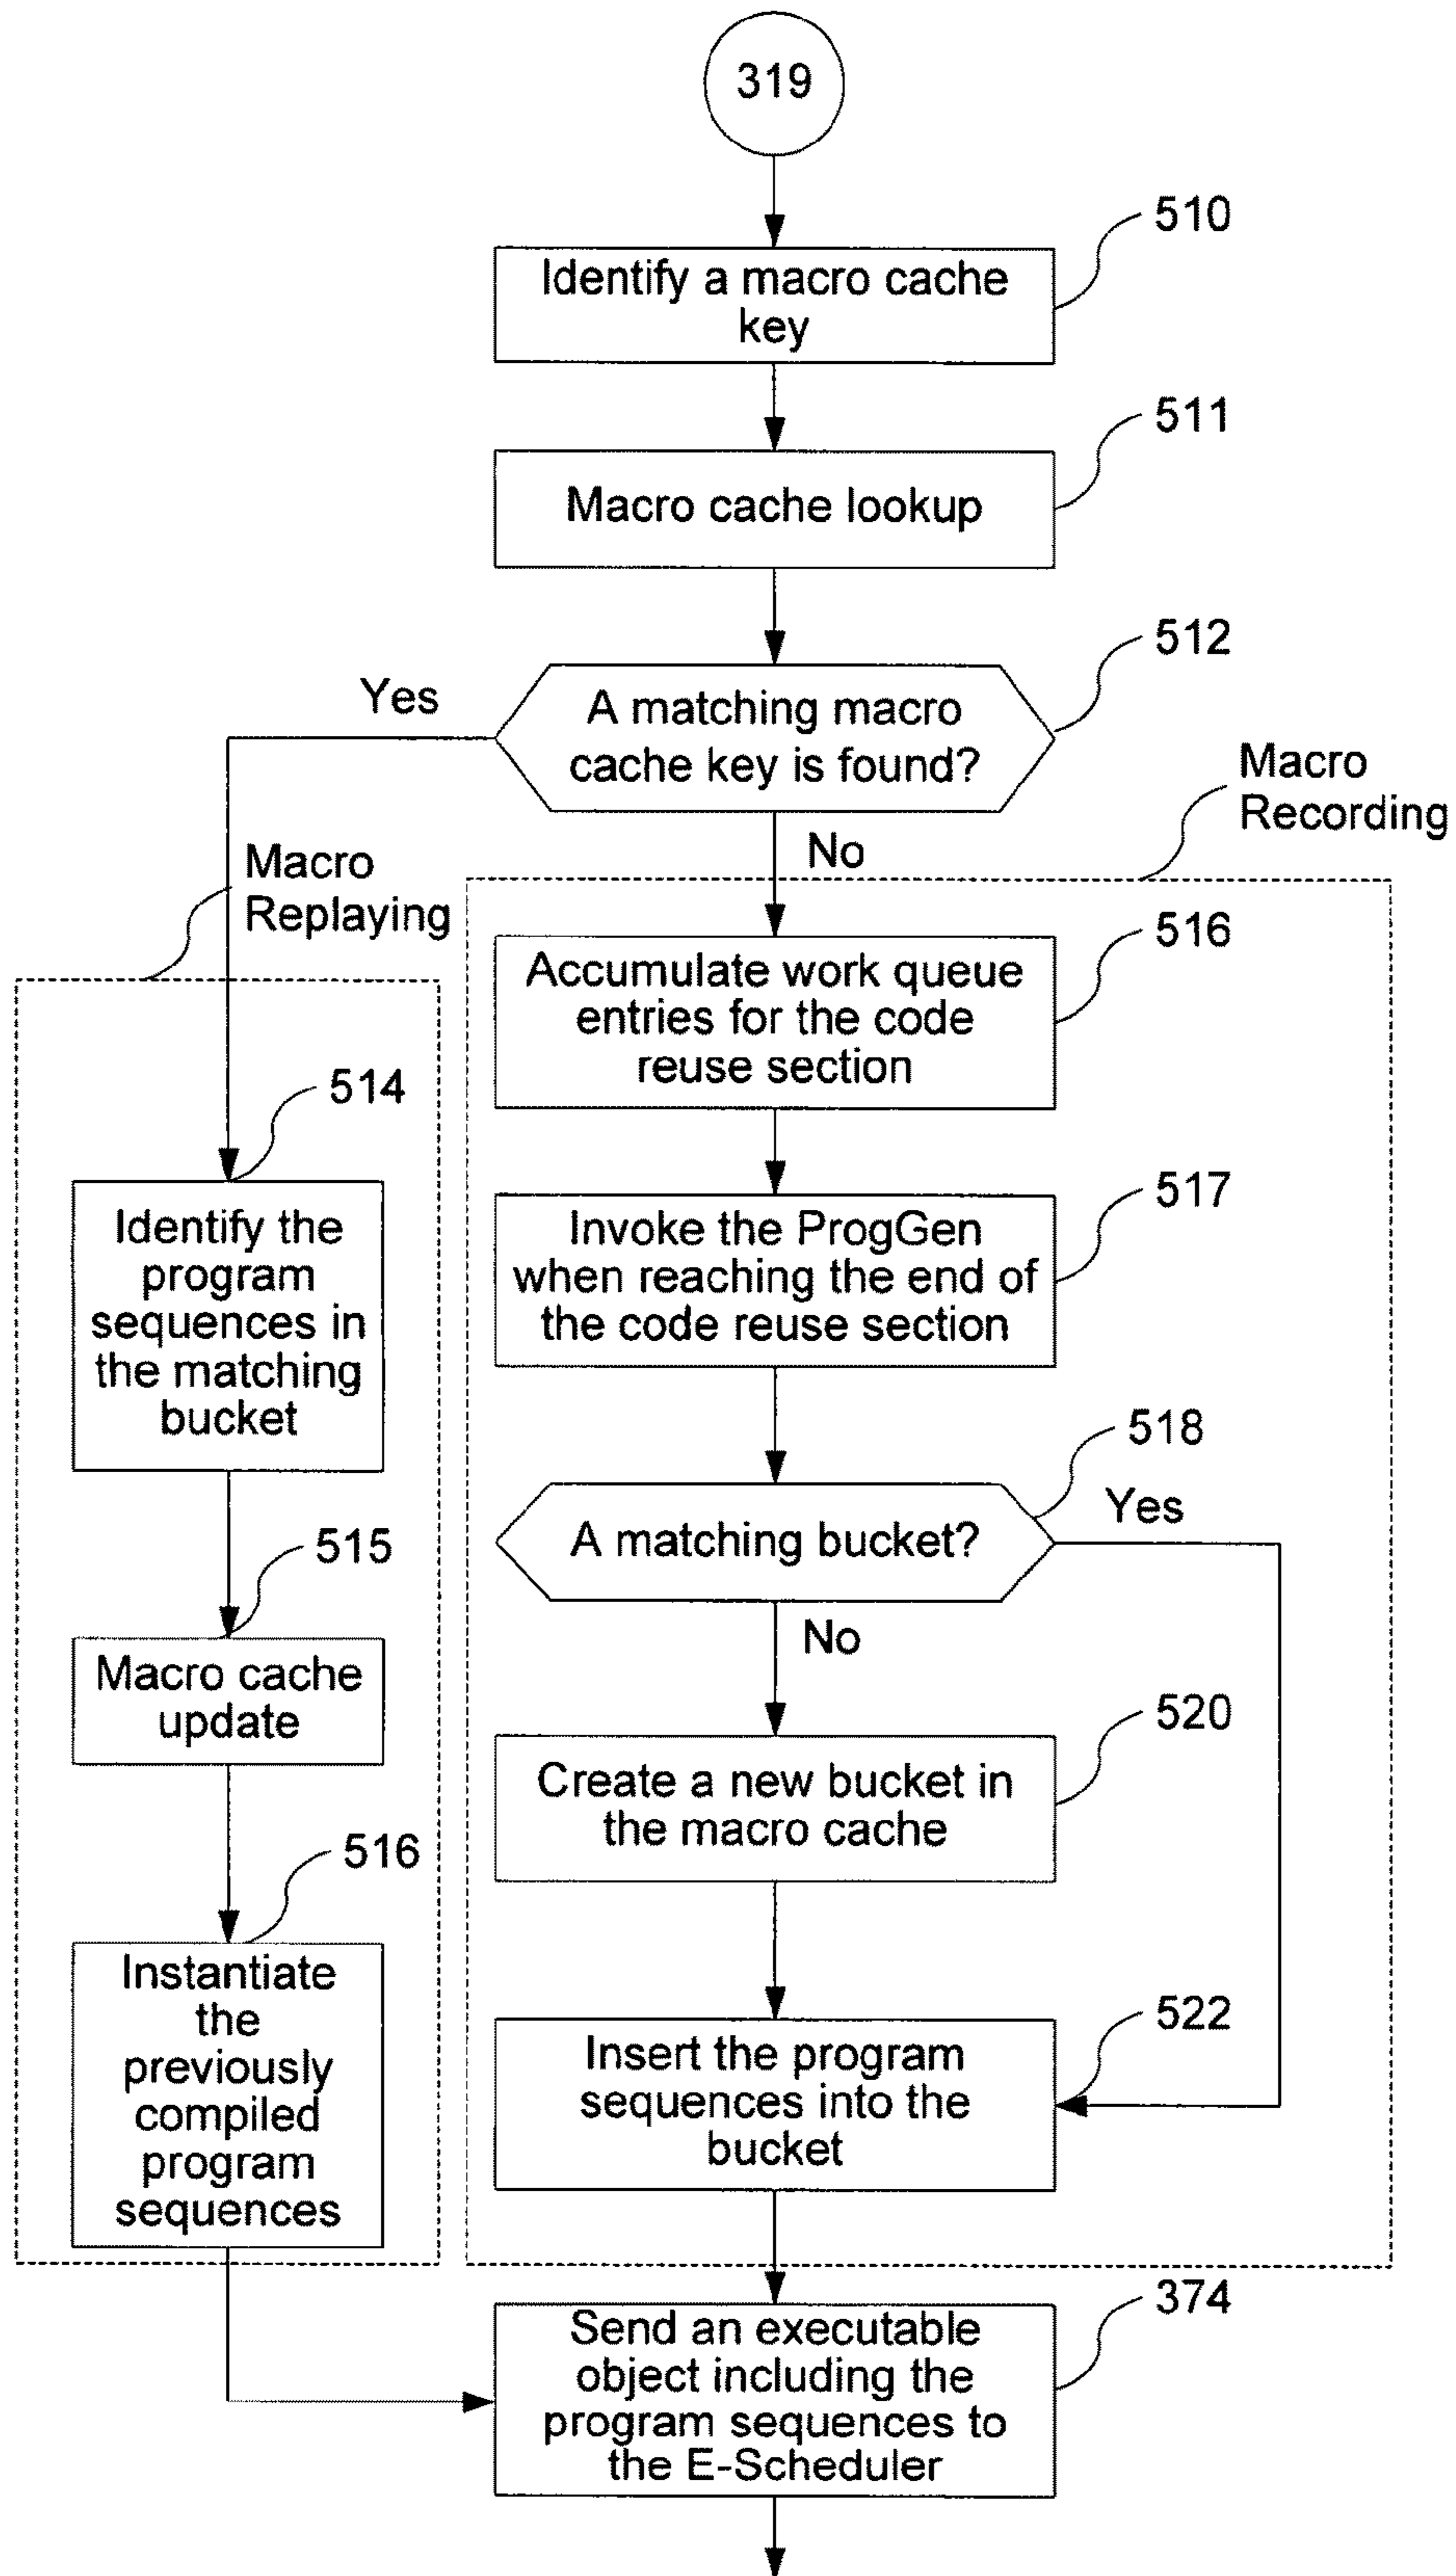 319
510
Identify a macro cache
key
511
Macro cache lookup
512
Yes
A matching macro
cache key is found?
Macro
Recording
No
Macro
Replaying
516
Accumulate work queue
entries for the code
reuse section
514
517
Identify the
program
sequences in
the matching
bucket
Invoke the ProgGen
when reaching the end of
the code reuse section
518
Yes
A matching bucket?
515
No
Macro cache
update
520
Create a new bucket in
the macro cache
516
Instantiate
the
previously
compiled
program
sequences
522
Insert the program
sequences into the
bucket
374
Send an executable
object including the
program sequences to
the E-Scheduler